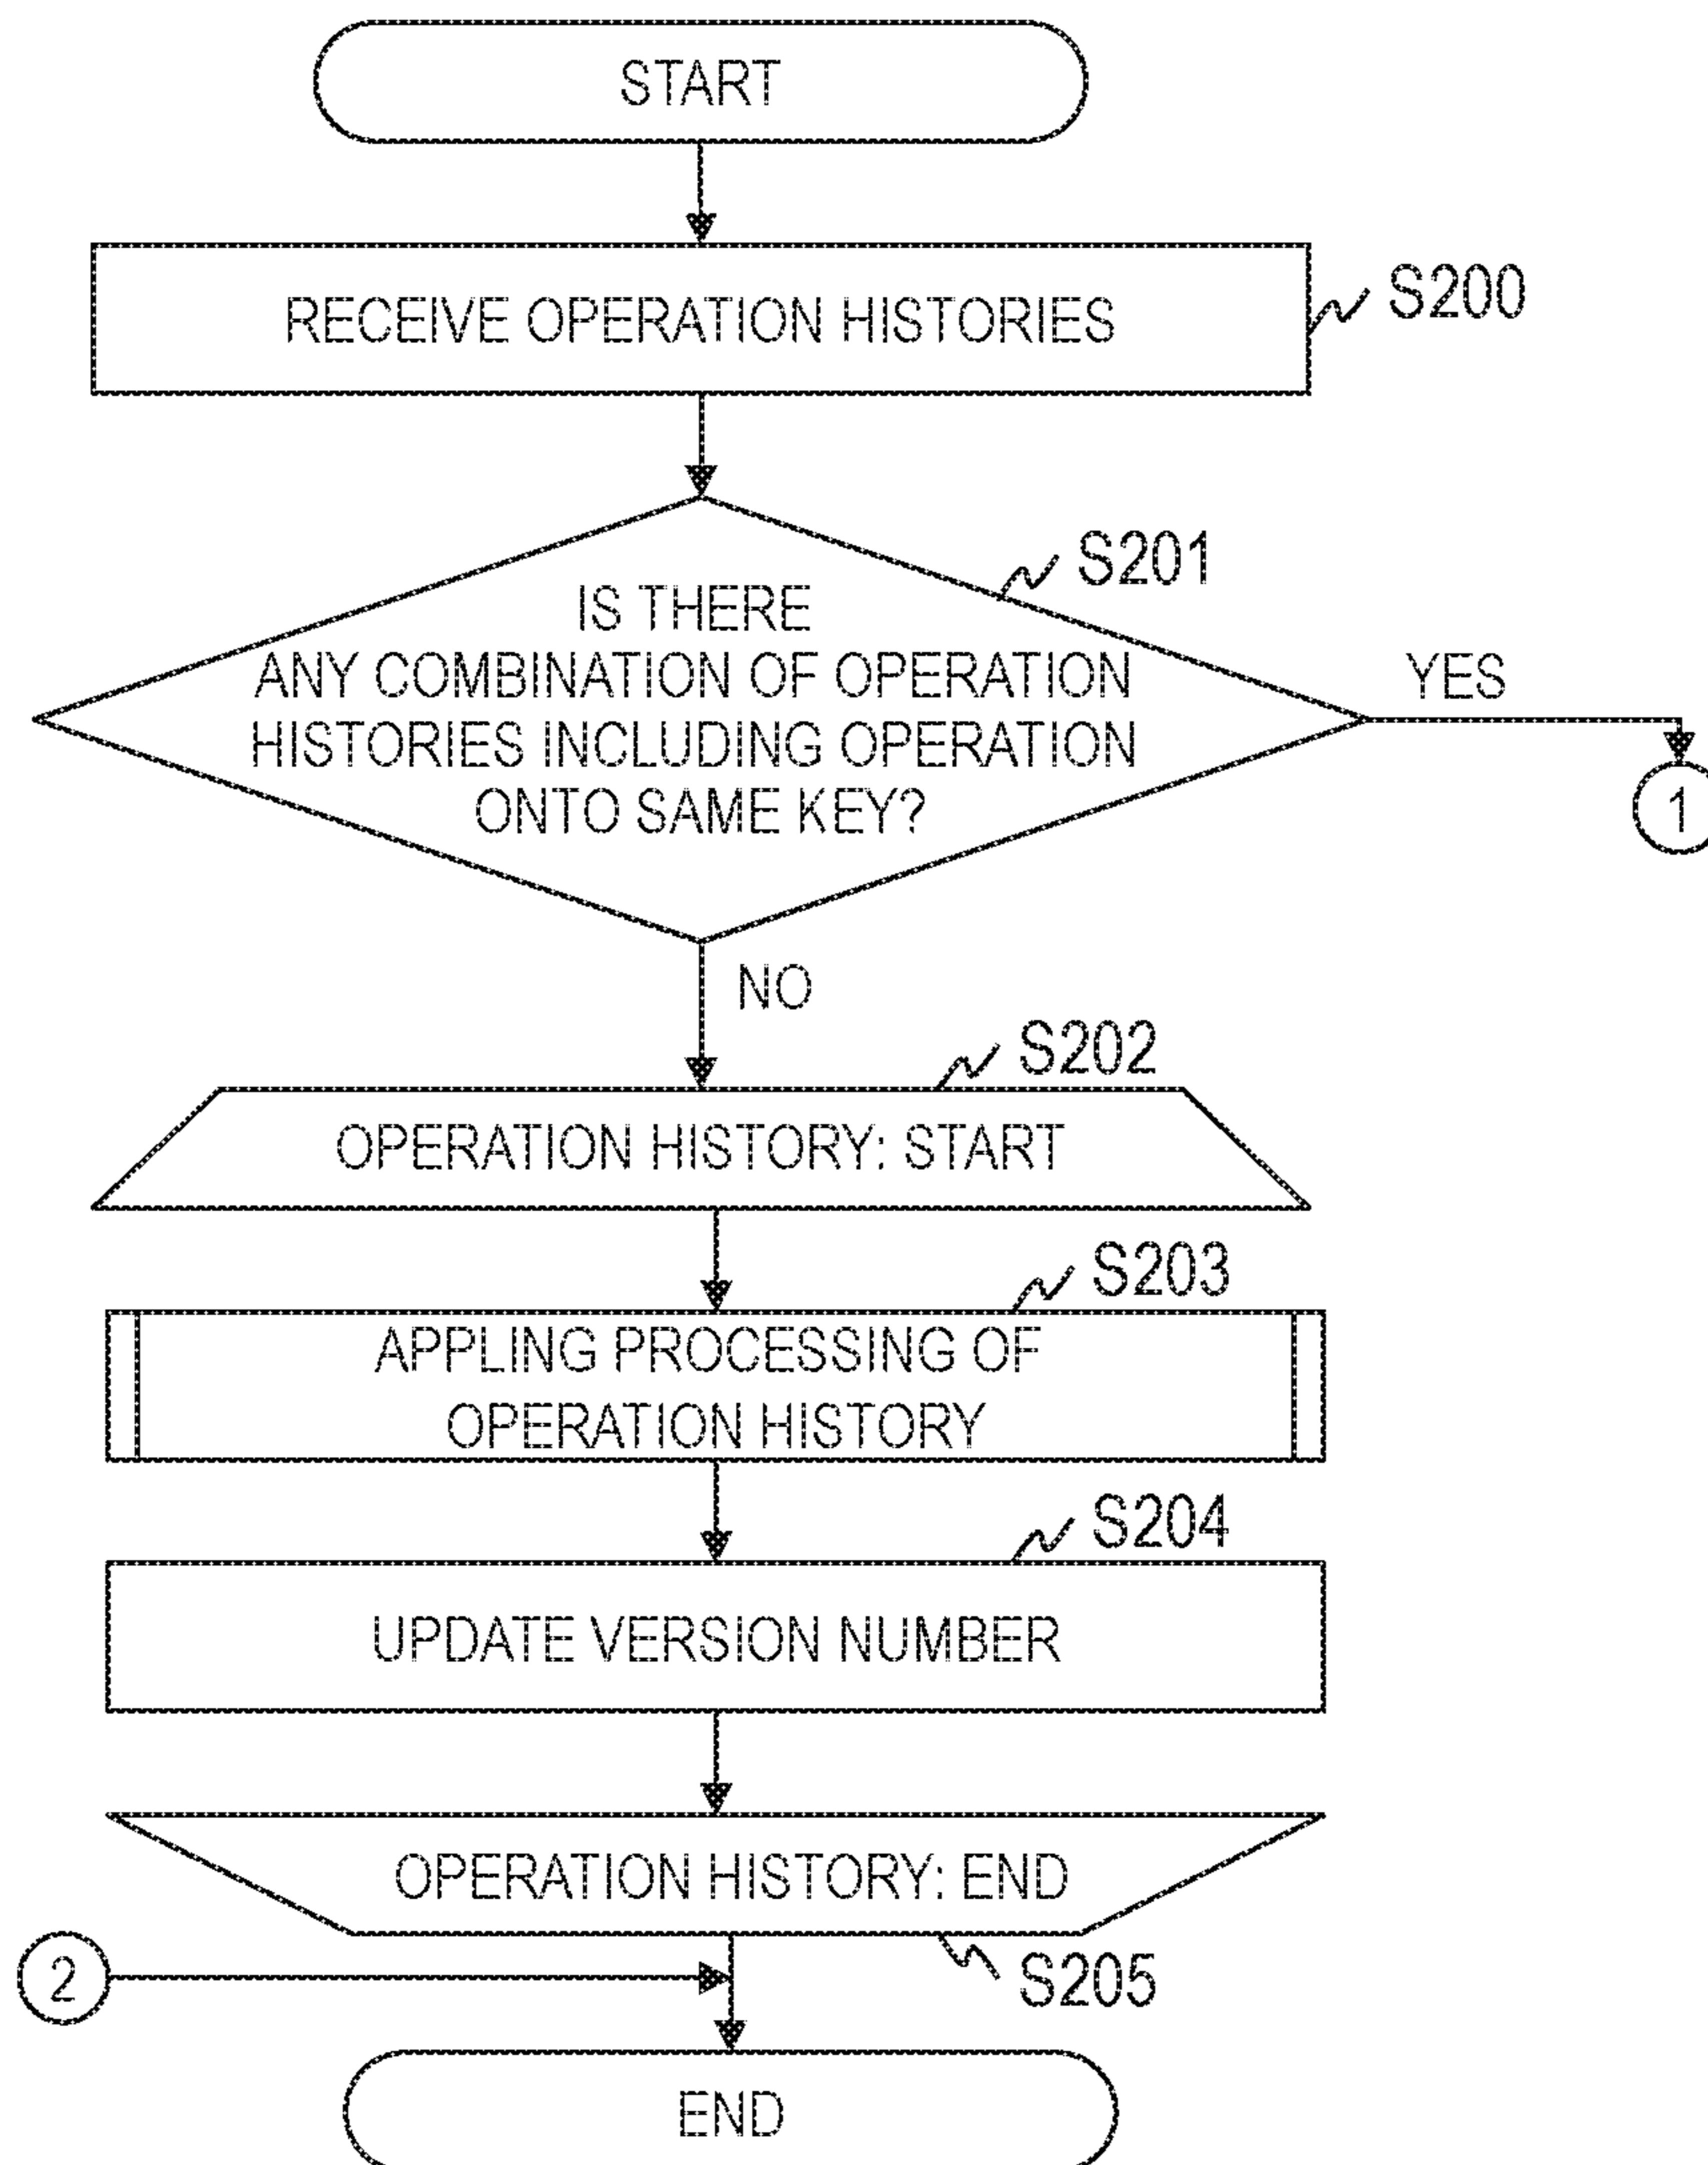 START
RECEIVE OPERATION HISTORIES
S200
S201
IS THERE
ANY COMBINATION OF OPERATION
HISTORIES INCLUDING OPERATION
ONTO SAME KEY?
YES
1
NO
S202
OPERATION HISTORY: START
S203
APPLING PROCESSING OF
OPERATION HISTORY
S204
UPDATE VERSION NUMBER
OPERATION HISTORY: END
2
S205
END